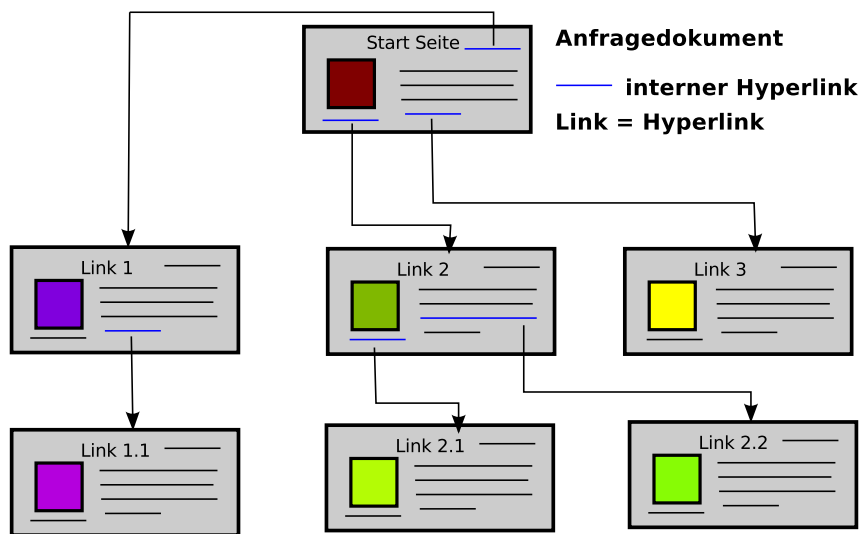 Start Seite
Anfragedokument
interner Hyperlink
Link = Hyperlink
Link 1
Link 2
Link 3
Link 1.1
Link 2.1
Link 2.2